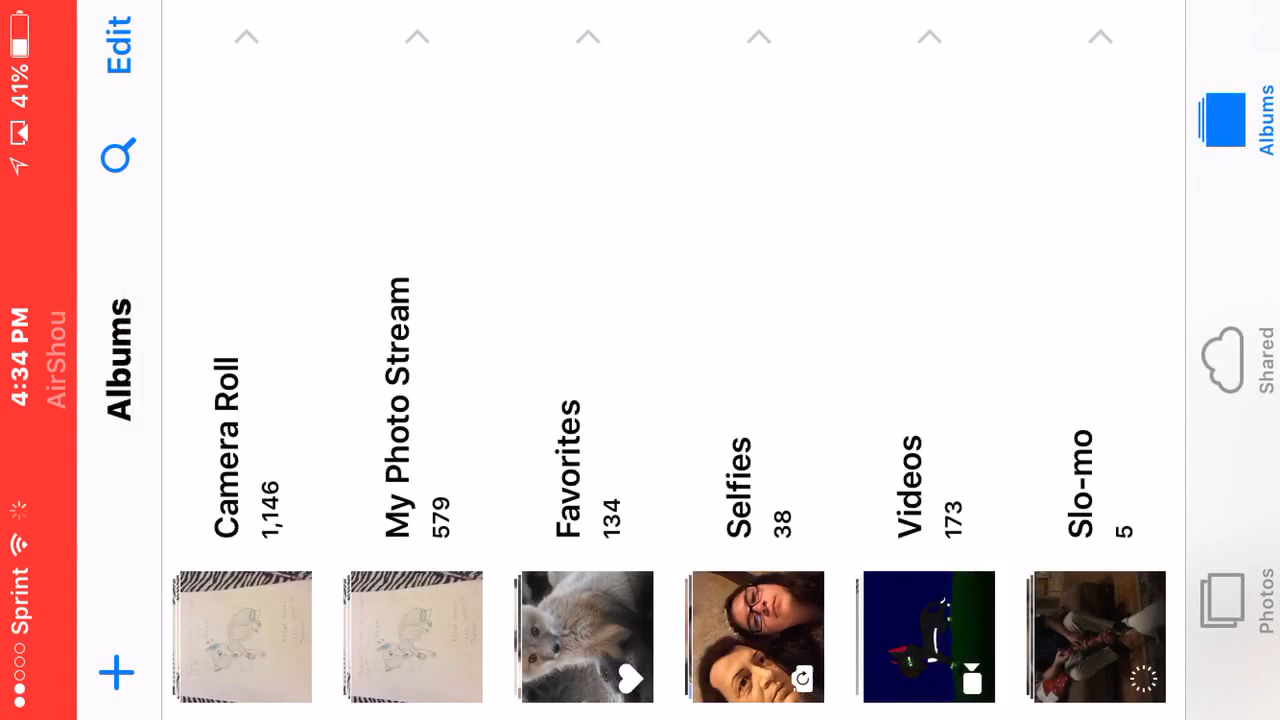 Sprint 4:34 PM 41%
AirShou
Albums Edit
Camera Roll
1,146
My Photo Stream
579
Favorites
134
Selfies
38
Videos
173
Slo-mo
5
Photos Shared Albums